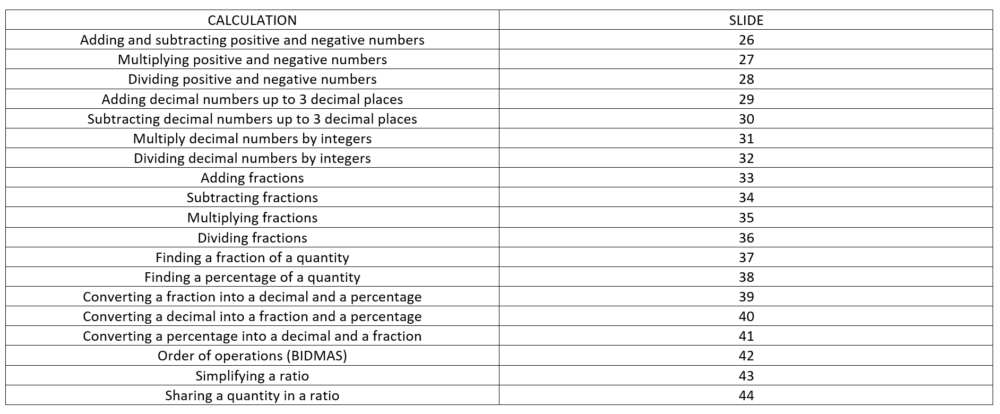 CALCULATION SLIDE
Adding and subtracting positive and negative numbers 26
Multiplying positive and negative numbers 27
Dividing positive and negative numbers 28
Adding decimal numbers up to 3 decimal places 29
Subtracting decimal numbers up to 3 decimal places 30
Multiply decimal numbers by integers 31
Dividing decimal numbers by integers 32
Adding fractions 33
Subtracting fractions 34
Multiplying fractions 35
Dividing fractions 36
Finding a fraction of a quantity 37
Finding a percentage of a quantity 38
Converting a fraction into a decimal and a percentage 39
Converting a decimal into a fraction and a percentage 40
Converting a percentage into a decimal and a fraction 41
Order of operations (BIDMAS) 42
Simplifying a ratio 43
Sharing a quantity in a ratio 44